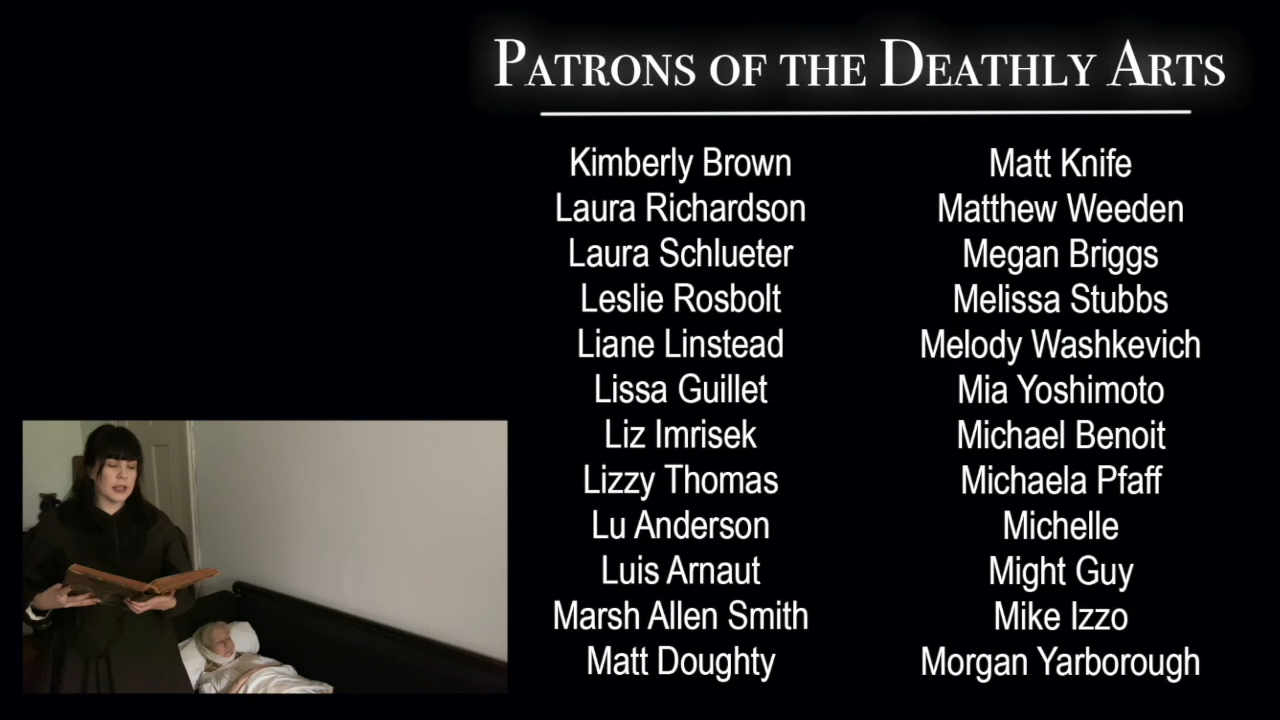 PATRONS OF THE DEATHLY ARTS
Kimberly Brown
Laura Richardson
Laura Schlueter
Leslie Rosbolt
Liane Linstead
Lissa Guillet
Liz Imrisek
Lizzy Thomas
Lu Anderson
Luis Arnaut
Marsh Allen Smith
Matt Doughty
Matt Knife
Matthew Weeden
Megan Briggs
Melissa Stubbs
Melody Washkevich
Mia Yoshimoto
Michael Benoit
Michaela Pfaff
Michelle
Might Guy
Mike Izzo
Morgan Yarborough